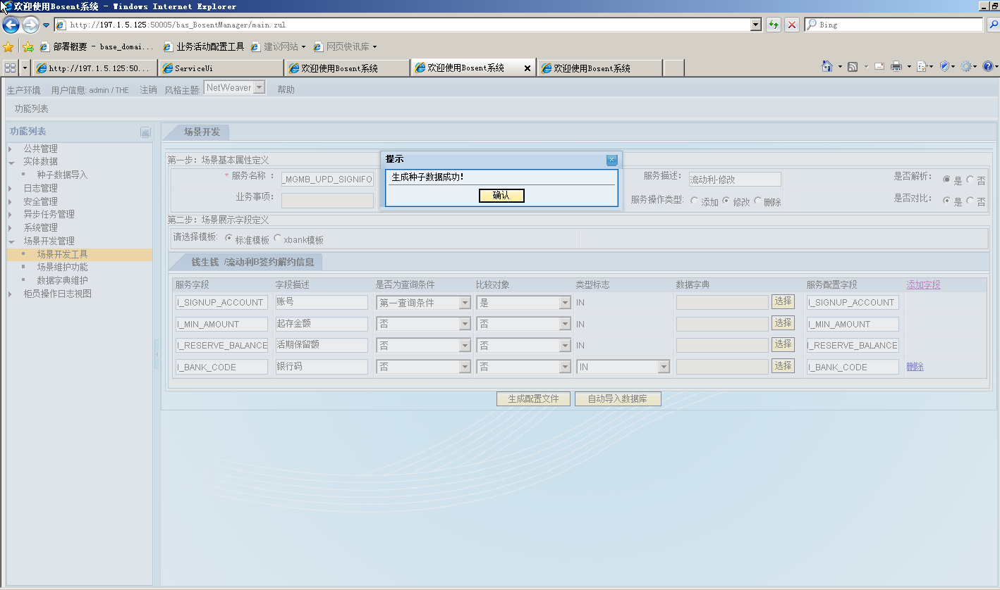 欢迎使用Bosent系统 - Windows Internet Explorer
http://197.1.5.125:50005/bas_BosentManager/main.zul
Bing
部署概要 - base_domai... 业务活动配置工具 建议网站 网页快讯库
http://197.1.5.125:50... ServiceUi 欢迎使用Bosent系统 欢迎使用Bosent系统 欢迎使用Bosent系统
生产环境 用户信息: admin / THE 注销 风格主题: NetWeaver 帮助
功能列表
功能列表
公共管理
实体数据
种子数据导入
日志管理
安全管理
异步任务管理
系统管理
场景开发管理
场景开发工具
场景维护功能
数据字典维护
柜员操作日志视图
场景开发
第一步: 场景基本属性定义
* 服务名称 : _MGMB_UPD_SIGNIFO 服务描述: 流动利-修改 是否解析: 是 否
业务事项: 服务操作类型: 添加 修改 删除 是否对比: 是 否
提示
生成种子数据成功!
确认
第二步: 场景展示字段定义
请选择模板: 标准模板 xbank模板
钱生钱 /流动利B签约解约信息
服务字段 字段描述 是否为查询条件 比较对象 类型标志 数据字典 服务配置字段 添加字段
I_SIGNUP_ACCOUNT 账号 第一查询条件 是 IN 选择 I_SIGNUP_ACCOUNT
I_MIN_AMOUNT 起存金额 否 否 IN 选择 I_MIN_AMOUNT
I_RESERVE_BALANCE 活期保留额 否 否 IN 选择 I_RESERVE_BALANCE
I_BANK_CODE 银行码 否 否 IN 选择 I_BANK_CODE 删除
生成配置文件 自动导入数据库